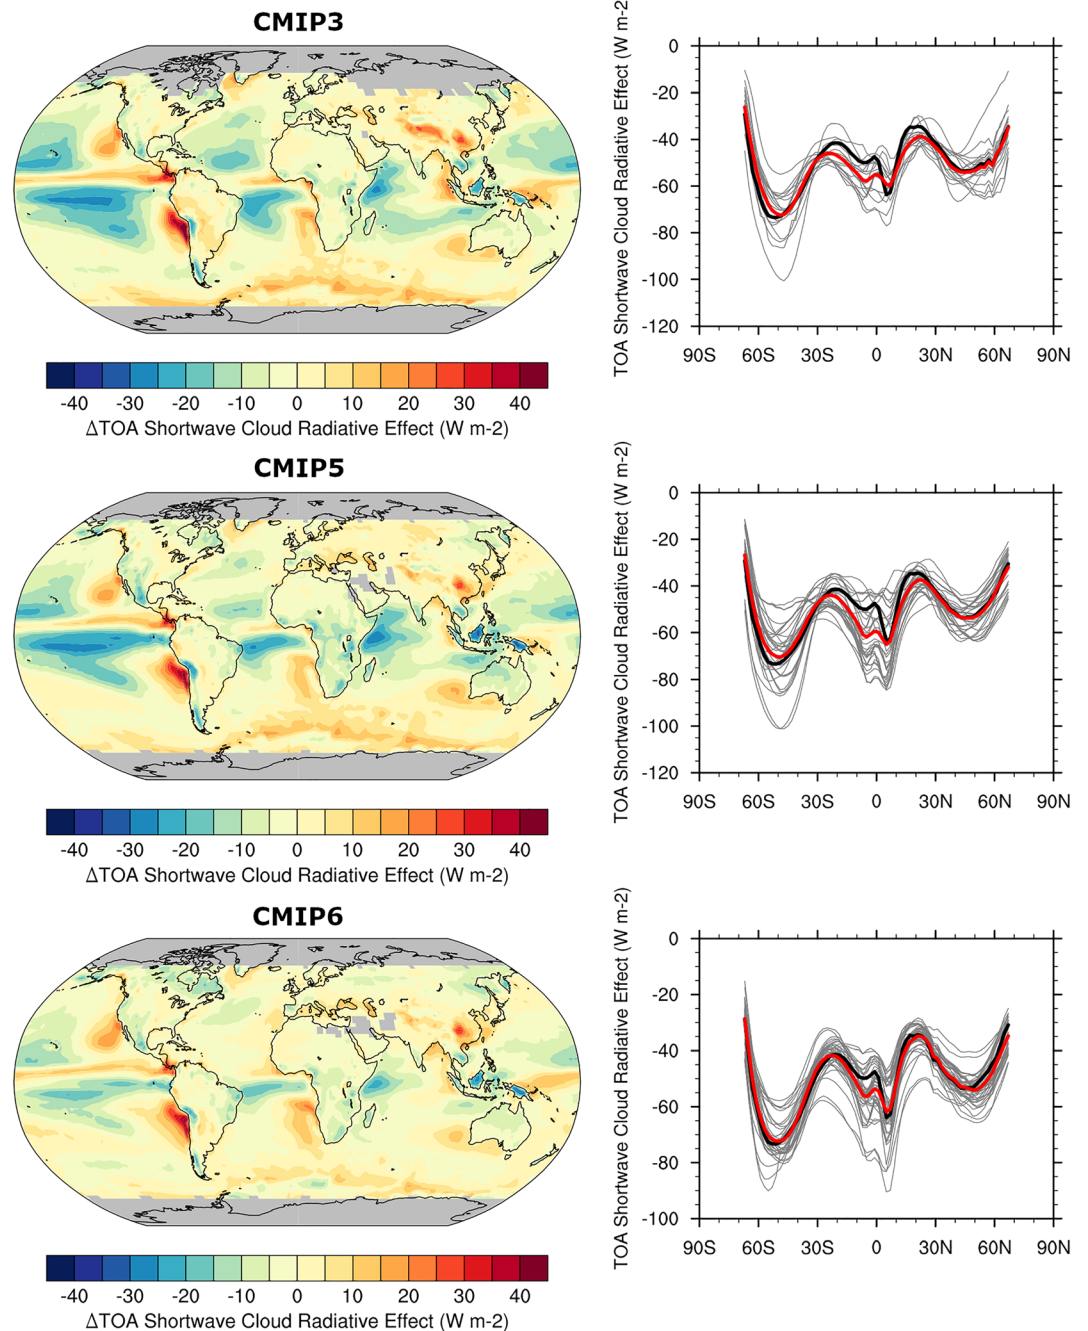 CMIP3
-40 -30 -20 -10 0 10 20 30 40
ΔTOA Shortwave Cloud Radiative Effect (W m-2)
TOA Shortwave Cloud Radiative Effect (W m-2
0
-20
-40
-60
-80
-100
-120
90S 60S 30S 0 30N 60N 90N
CMIP5
-40 -30 -20 -10 0 10 20 30 40
ΔTOA Shortwave Cloud Radiative Effect (W m-2)
TOA Shortwave Cloud Radiative Effect (W m-2)
0
-20
-40
-60
-80
-100
-120
90S 60S 30S 0 30N 60N 90N
CMIP6
-40 -30 -20 -10 0 10 20 30 40
ΔTOA Shortwave Cloud Radiative Effect (W m-2)
TOA Shortwave Cloud Radiative Effect (W m-2)
0
-20
-40
-60
-80
-100
90S 60S 30S 0 30N 60N 90N